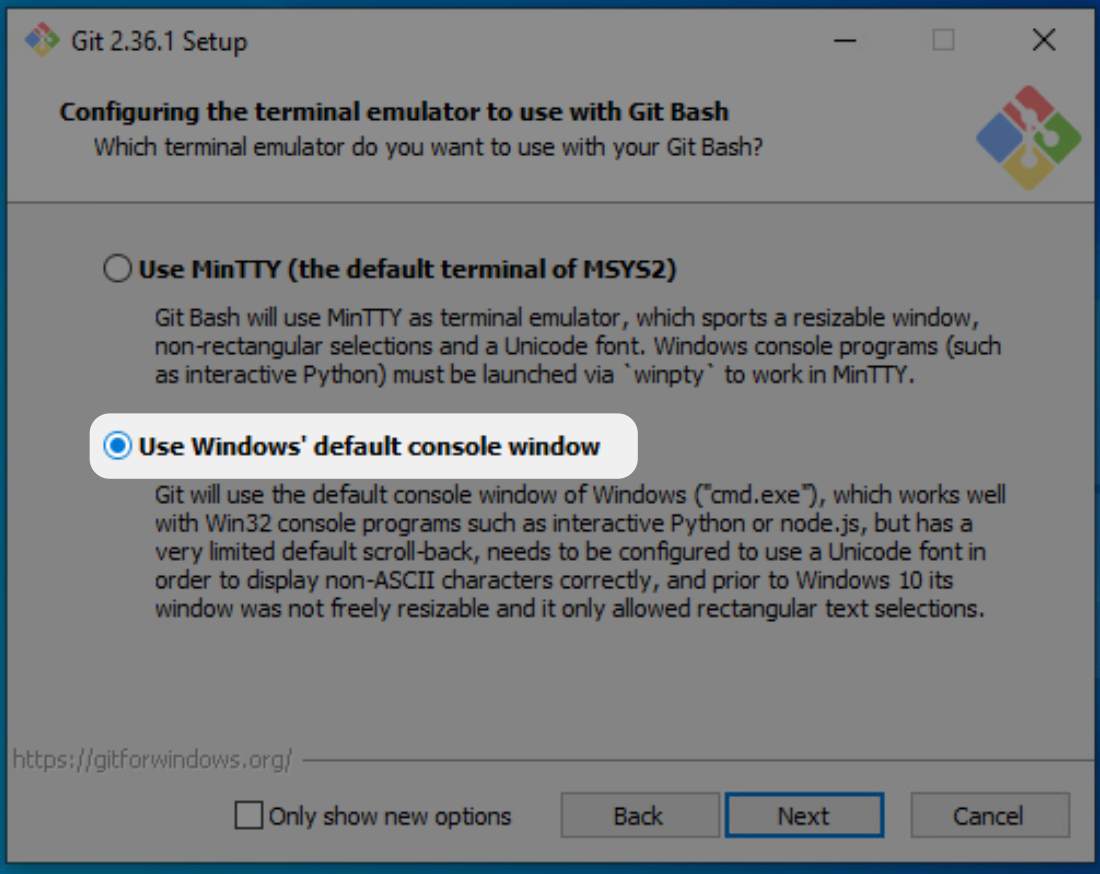 Git 2.36.1 Setup
Configuring the terminal emulator to use with Git Bash
Which terminal emulator do you want to use with your Git Bash?
Use MinTTY (the default terminal of MSYS2)
Git Bash will use MinTTY as terminal emulator, which sports a resizable window,
non-rectangular selections and a Unicode font. Windows console programs (such
as interactive Python) must be launched via `winpty` to work in MinTTY.
Use Windows' default console window
Git will use the default console window of Windows ("cmd.exe"), which works well
with Win32 console programs such as interactive Python or node.js, but has a
very limited default scroll-back, needs to be configured to use a Unicode font in
order to display non-ASCII characters correctly, and prior to Windows 10 its
window was not freely resizable and it only allowed rectangular text selections.
https://gitforwindows.org/
Only show new options
Back
Next
Cancel